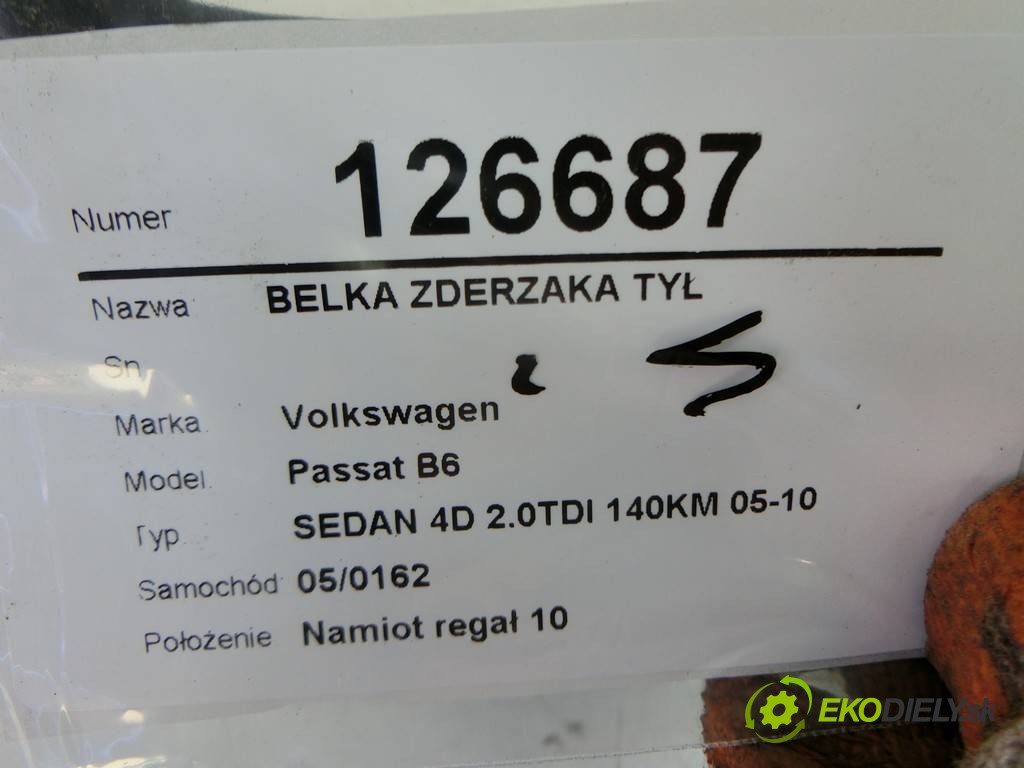 Numer 126687
Nazwa BELKA ZDERZAKA TYŁ
Sn
Marka Volkswagen
Model Passat B6
Typ SEDAN 4D 2.0TDI 140KM 05-10
Samochód 05/0162
Położenie Namiot regał 10
EKODIELY.sk